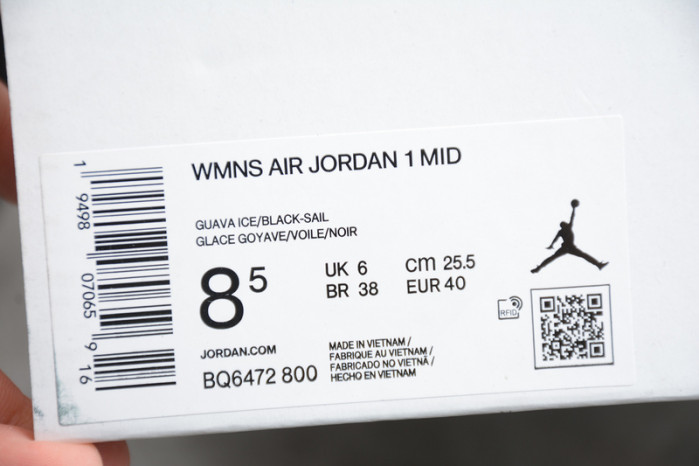 WMNS AIR JORDAN 1 MID
GUAVA ICE/BLACK-SAIL
GLACE GOYAVE/VOILE/NOIR
8 5
UK 6 cm 25.5
BR 38 EUR 40
JORDAN.COM
BQ6472 800
MADE IN VIETNAM /
FABRIQUE AU VIETNAM /
FABRICADO NO VIETNÃ /
HECHO EN VIETNAM
RFID
1 9498 07065 9 16